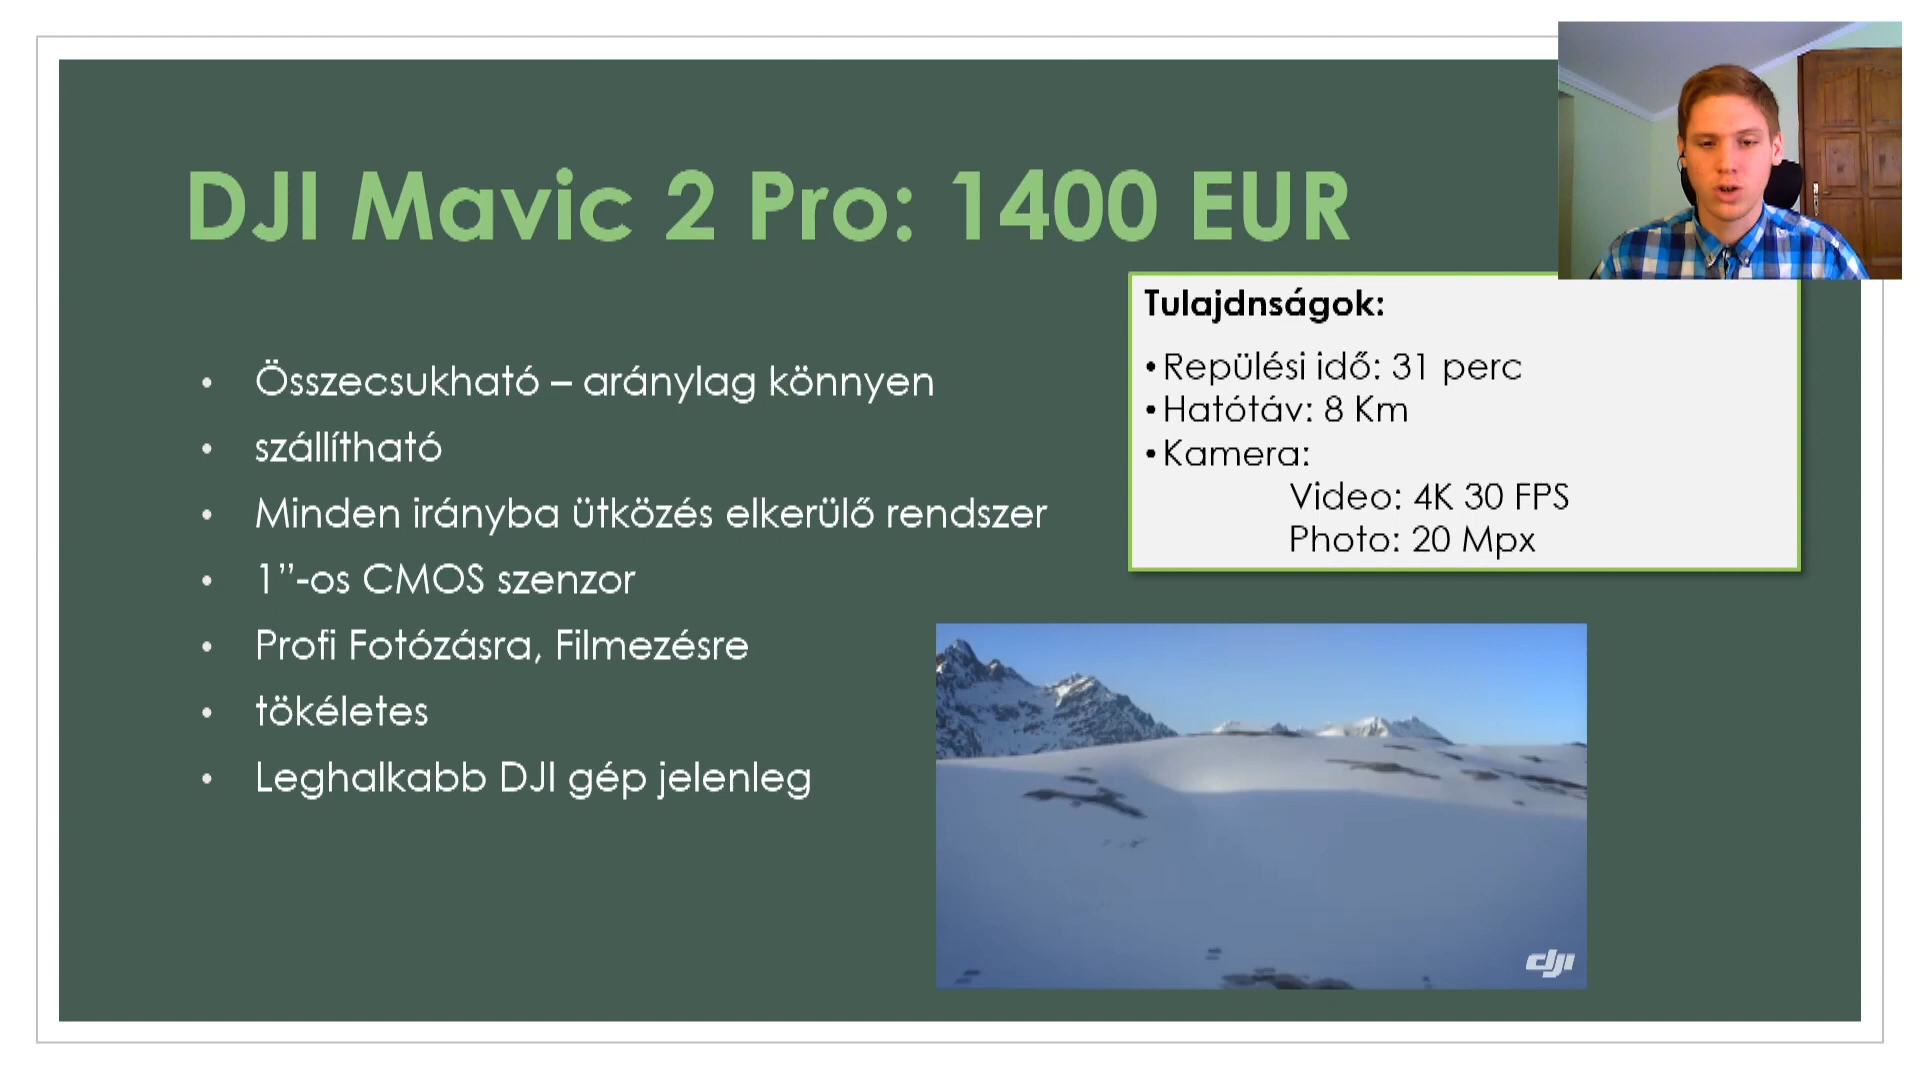 DJI Mavic 2 Pro: 1400 EUR
• Összecsukható – aránylag könnyen
• szállítható
• Minden irányba ütközés elkerülő rendszer
• 1”-os CMOS szenzor
• Profi Fotózásra, Filmezésre
• tökéletes
• Leghalkabb DJI gép jelenleg
Tulajdnságok:
• Repülési idő: 31 perc
• Hatótáv: 8 Km
• Kamera:
Video: 4K 30 FPS
Photo: 20 Mpx
dji